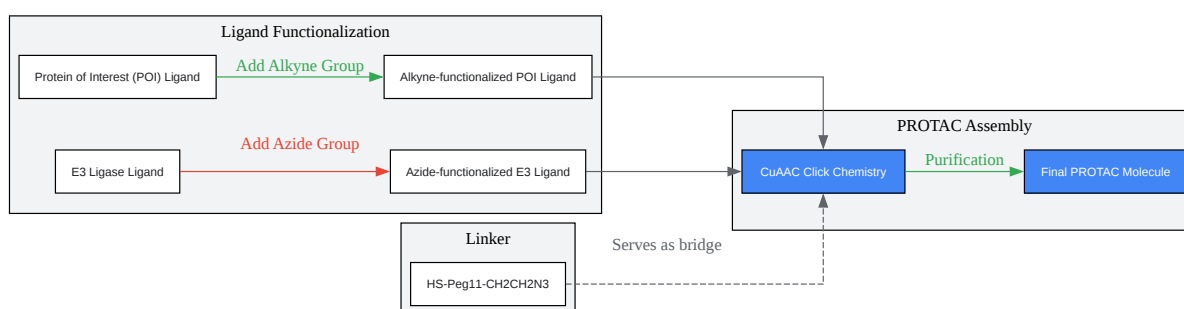 Ligand Functionalization
Protein of Interest (POI) Ligand
Add Alkyne Group
Alkyne-functionalized POI Ligand
E3 Ligase Ligand
Add Azide Group
Azide-functionalized E3 Ligand
PROTAC Assembly
CuAAC Click Chemistry
Purification
Final PROTAC Molecule
Linker
HS-Peg11-CH2CH2N3
Serves as bridge